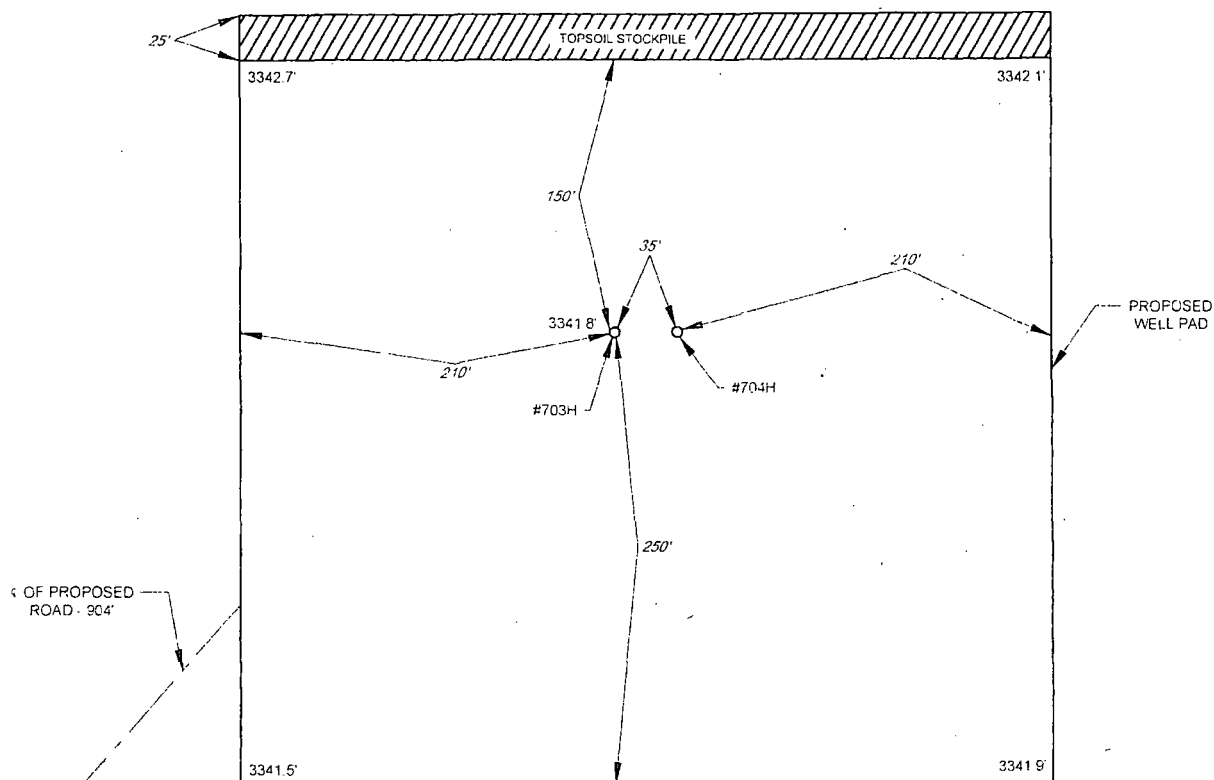 25'
TOPSOIL STOCKPILE
3342.7'
3342 1'
150'
35'
210'
3341 8'
PROPOSED
WELL PAD
210'
#704H
#703H
250'
OF PROPOSED
ROAD - 904'
3341.5'
3341 9'